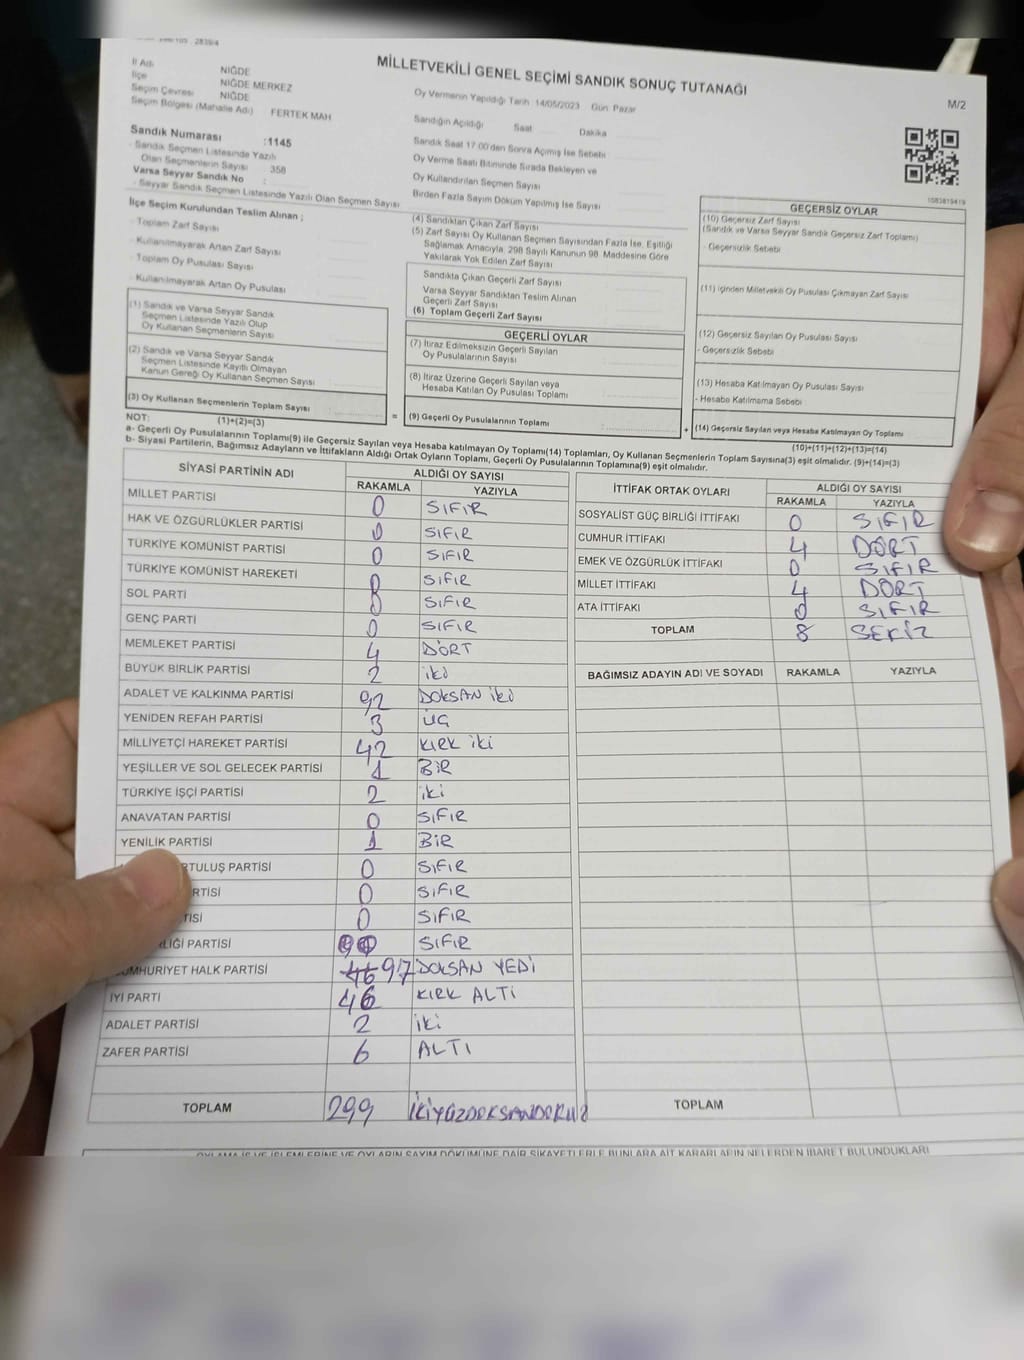 MİLLETVEKİLİ GENEL SEÇİMİ SANDIK SONUÇ TUTANAĞI
M/2
İl Adı NİĞDE
İlçe NİĞDE MERKEZ
Seçim Çevresi NİĞDE
Seçim Bölgesi (Mahalle Adı) FERTEK MAH
Sandık Numarası :1145
- Sandık Seçmen Listesinde Yazılı
Olan Seçmenlerin Sayısı 358
Varsa Seyyar Sandık No :
- Seyyar Sandık Seçmen Listesinde Yazılı Olan Seçmen Sayısı
Oy Vermenin Yapıldığı Tarih 14/05/2023 Gün Pazar
Sandığın Açıldığı Saat Dakika
Sandık Saat 17.00'den Sonra Açılmış İse Sebebi
Oy Verme Saati Bitiminde Sırada Bekleyen ve
Oy Kullandırılan Seçmen Sayısı
Birden Fazla Sayım Döküm Yapılmış İse Sayısı
İlçe Seçim Kurulundan Teslim Alınan ;
- Toplam Zarf Sayısı
- Kullanılmayarak Artan Zarf Sayısı
- Toplam Oy Pusulası Sayısı
- Kullanılmayarak Artan Oy Pusulası
(1) Sandık ve Varsa Seyyar Sandık
Seçmen Listesinde Yazılı Olup
Oy Kullanan Seçmenlerin Sayısı
(2) Sandık ve Varsa Seyyar Sandık
Seçmen Listesinde Kayıtlı Olmayan
Kanun Gereği Oy Kullanan Seçmen Sayısı
(3) Oy Kullanan Seçmenlerin Toplam Sayısı
(1)+(2)=(3)
(4) Sandıktan Çıkan Zarf Sayısı
(5) Zarf Sayısı Oy Kullanan Seçmen Sayısından Fazla İse, Eşitliği
Sağlamak Amacıyla, 298 Sayılı Kanunun 98. Maddesine Göre
Yakılarak Yok Edilen Zarf Sayısı
Sandıkta Çıkan Geçerli Zarf Sayısı
Varsa Seyyar Sandıktan Teslim Alınan
Geçerli Zarf Sayısı
(6) Toplam Geçerli Zarf Sayısı
GEÇERLİ OYLAR
(7) İtiraz Edilmeksizin Geçerli Sayılan
Oy Pusulalarının Sayısı
(8) İtiraz Üzerine Geçerli Sayılan veya
Hesaba Katılan Oy Pusulası Toplamı
= (9) Geçerli Oy Pusulalarının Toplamı
GEÇERSİZ OYLAR
(10) Geçersiz Zarf Sayısı
(Sandık ve Varsa Seyyar Sandık Geçersiz Zarf Toplamı)
- Geçersizlik Sebebi
(11) İçinden Milletvekili Oy Pusulası Çıkmayan Zarf Sayısı
(12) Geçersiz Sayılan Oy Pusulası Sayısı
- Geçersizlik Sebebi
(13) Hesaba Katılmayan Oy Pusulası Sayısı
- Hesaba Katılmama Sebebi
+ (14) Geçersiz Sayılan veya Hesaba Katılmayan Oy Toplamı
(10)+(11)+(12)+(13)=(14)
NOT:
a- Geçerli Oy Pusulalarının Toplamı(9) ile Geçersiz Sayılan veya Hesaba katılmayan Oy Toplamı(14) Toplamları, Oy Kullanan Seçmenlerin Toplam Sayısına(3) eşit olmalıdır. (9)+(14)=(3)
b- Siyasi Partilerin, Bağımsız Adayların ve İttifakların Aldığı Ortak Oyların Toplamı, Geçerli Oy Pusulalarının Toplamına(9) eşit olmalıdır.
SİYASİ PARTİNİN ADI ALDIĞI OY SAYISI
RAKAMLA YAZIYLA
MİLLET PARTİSİ 0 SIFIR
HAK VE ÖZGÜRLÜKLER PARTİSİ 0 SIFIR
TÜRKİYE KOMÜNİST PARTİSİ 0 SIFIR
TÜRKİYE KOMÜNİST HAREKETİ 0 SIFIR
SOL PARTİ 0 SIFIR
GENÇ PARTİ 0 SIFIR
MEMLEKET PARTİSİ 4 DÖRT
BÜYÜK BİRLİK PARTİSİ 2 iki
ADALET VE KALKINMA PARTİSİ 92 DOKSAN iki
YENİDEN REFAH PARTİSİ 3 ÜÇ
MİLLİYETÇİ HAREKET PARTİSİ 42 KIRK iki
YEŞİLLER VE SOL GELECEK PARTİSİ 1 BİR
TÜRKİYE İŞÇİ PARTİSİ 2 iki
ANAVATAN PARTİSİ 0 SIFIR
YENİLİK PARTİSİ 1 BİR
RTULUŞ PARTİSİ 0 SIFIR
RTİSİ 0 SIFIR
TİSİ 0 SIFIR
LİĞİ PARTİSİ 0 SIFIR
CUMHURİYET HALK PARTİSİ 46 97 DOKSAN YEDİ
İYİ PARTİ 46 KIRK ALTI
ADALET PARTİSİ 2 iki
ZAFER PARTİSİ 6 ALTI
TOPLAM 299 İKİYÜZDOKSANDOKUZ
İTTİFAK ORTAK OYLARI ALDIĞI OY SAYISI
RAKAMLA YAZIYLA
SOSYALİST GÜÇ BİRLİĞİ İTTİFAKI 0 SIFIR
CUMHUR İTTİFAKI 4 DÖRT
EMEK VE ÖZGÜRLÜK İTTİFAKI 0 SIFIR
MİLLET İTTİFAKI 4 DÖRT
ATA İTTİFAKI 0 SIFIR
TOPLAM 8 SEKİZ
BAĞIMSIZ ADAYIN ADI VE SOYADI RAKAMLA YAZIYLA
TOPLAM